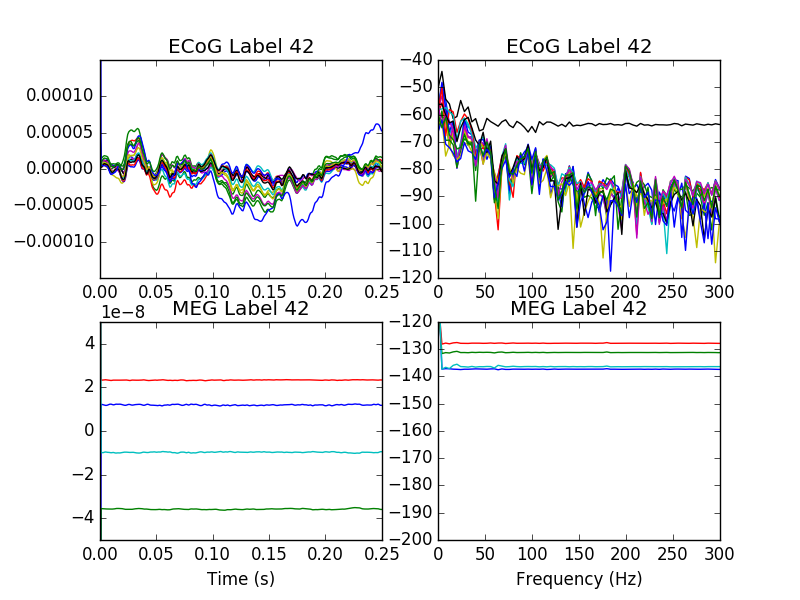 ECoG Label 42
0.00010
0.00005
0.00000
−0.00005
−0.00010
0.00 0.05 0.10 0.15 0.20 0.25
ECoG Label 42
−40
−50
−60
−70
−80
−90
−100
−110
−120
0 50 100 150 200 250 300
MEG Label 42
1e−8
4
2
0
−2
−4
0.00 0.05 0.10 0.15 0.20 0.25
Time (s)
MEG Label 42
−120
−130
−140
−150
−160
−170
−180
−190
−200
0 50 100 150 200 250 300
Frequency (Hz)